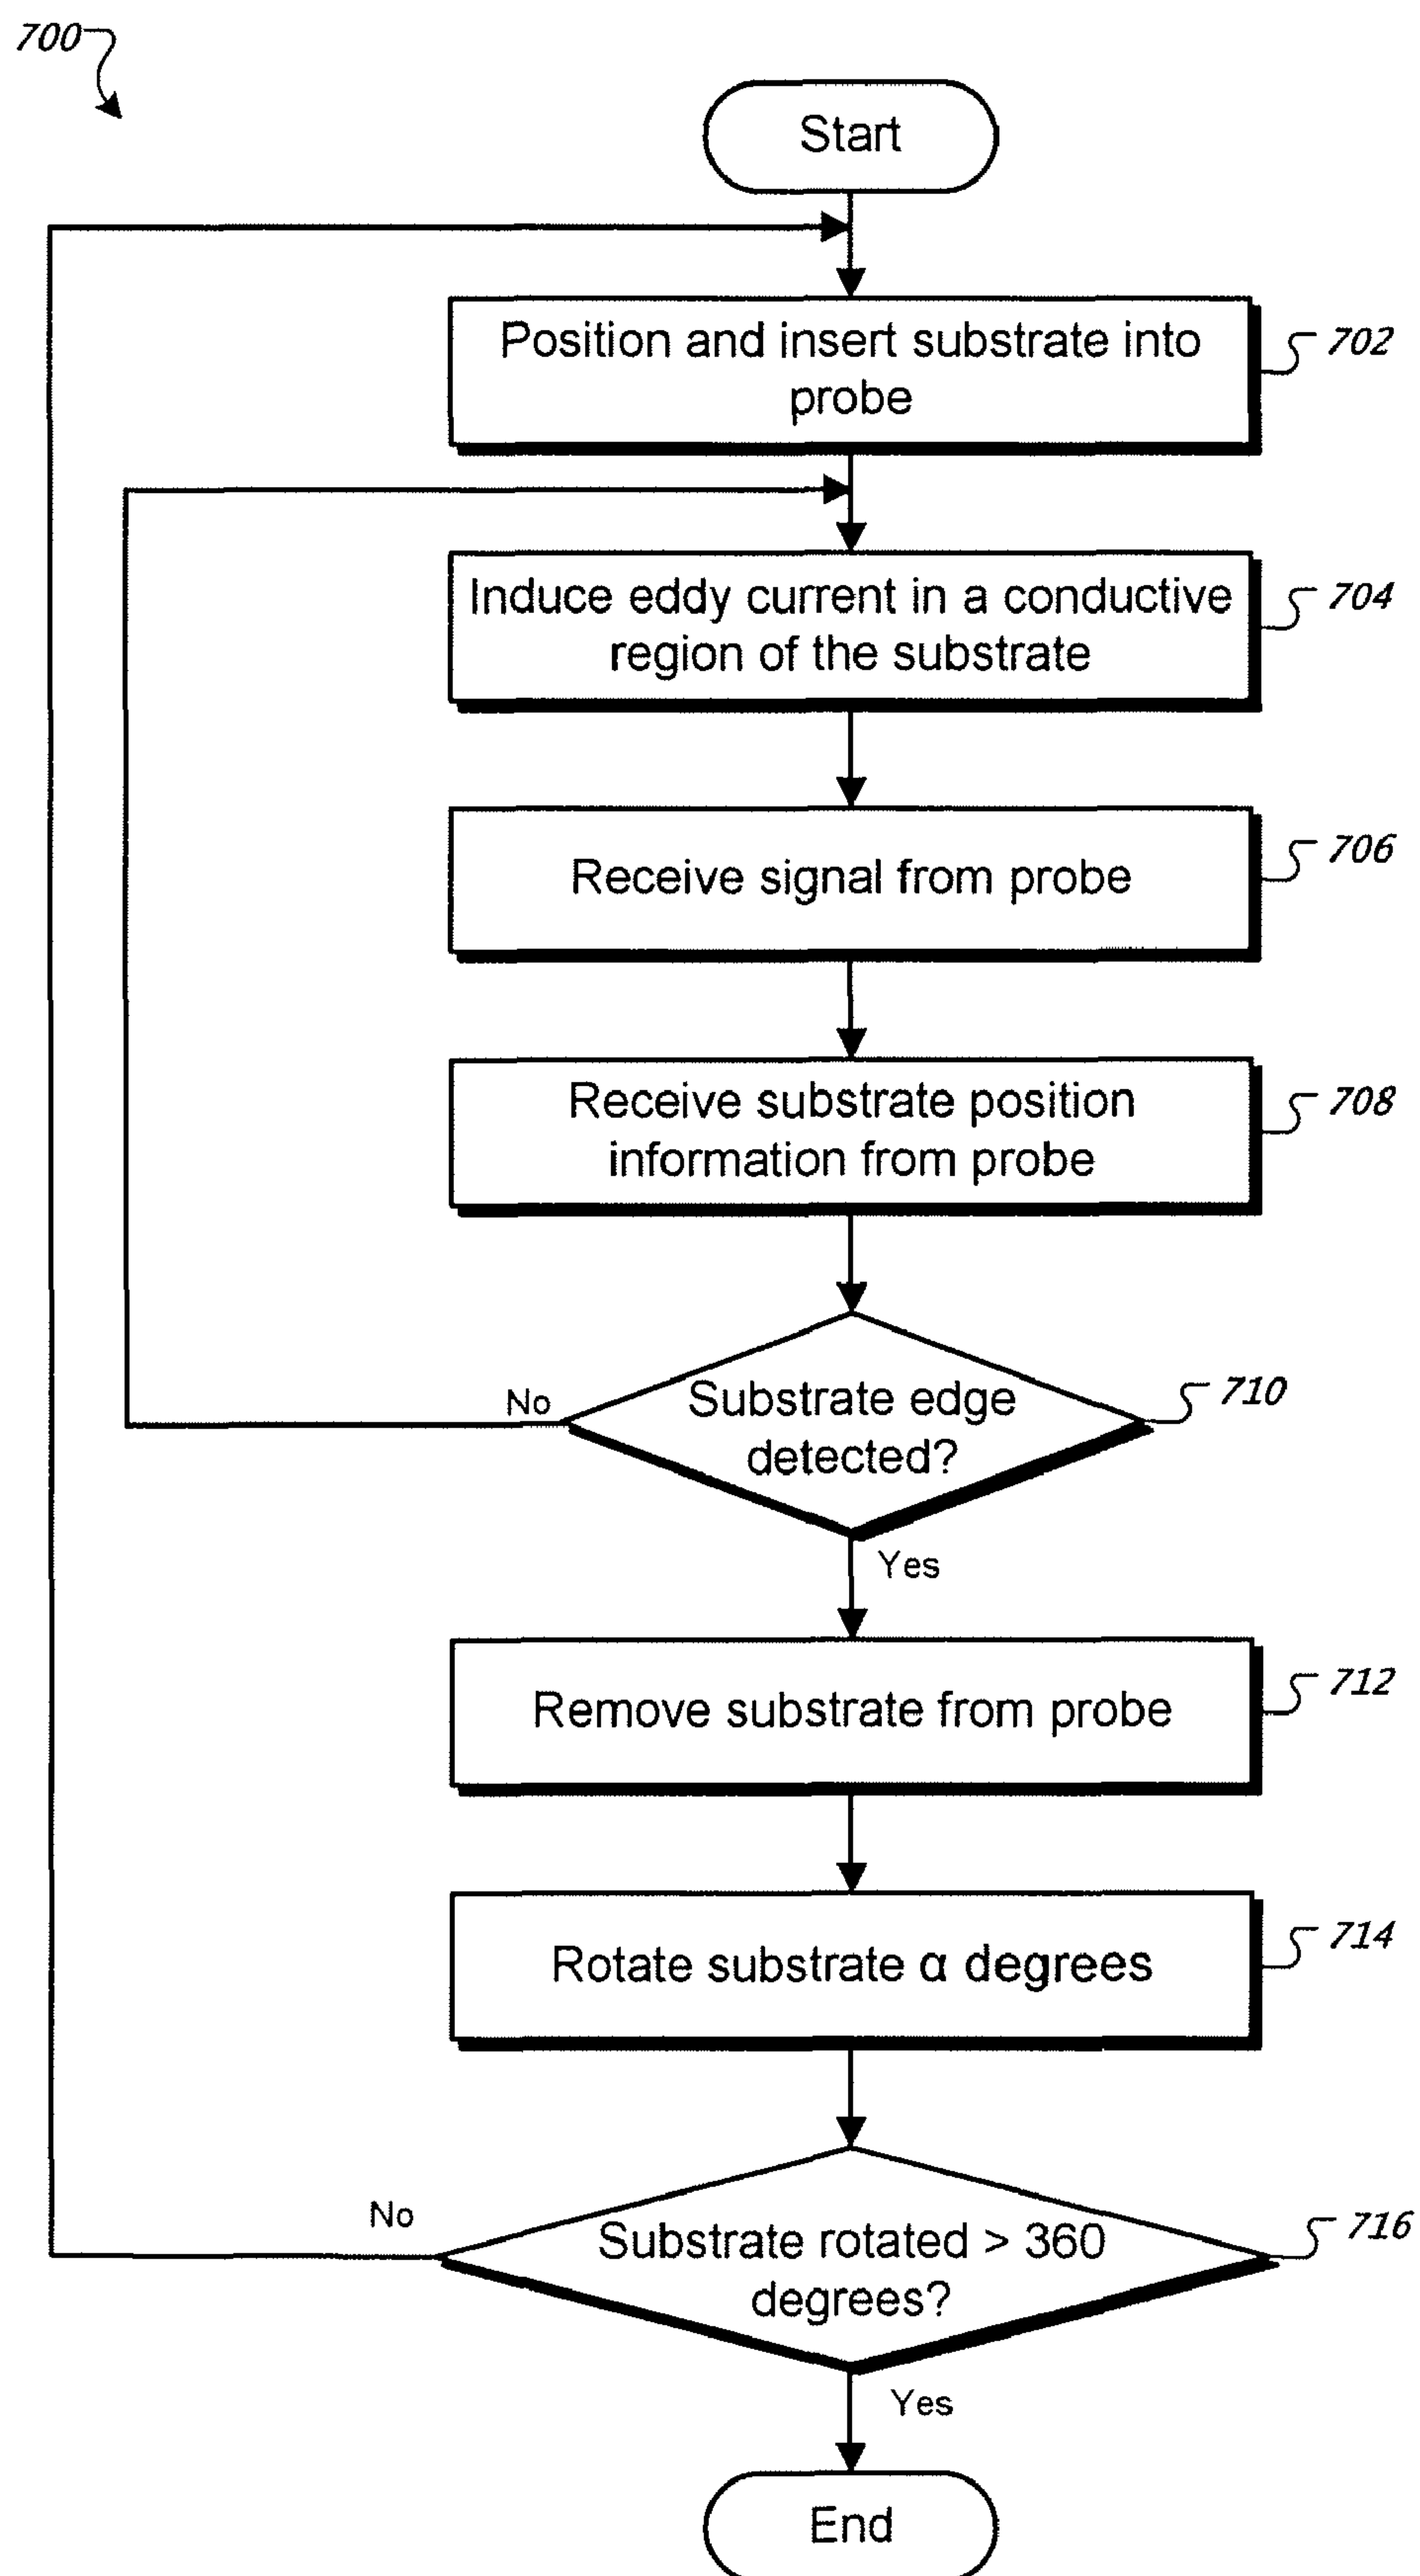 700
Start
Position and insert substrate into
probe
702
Induce eddy current in a conductive
region of the substrate
704
Receive signal from probe
706
Receive substrate position
information from probe
708
Substrate edge
detected?
710
No
Yes
Remove substrate from probe
712
Rotate substrate α degrees
714
Substrate rotated > 360
degrees?
716
No
Yes
End